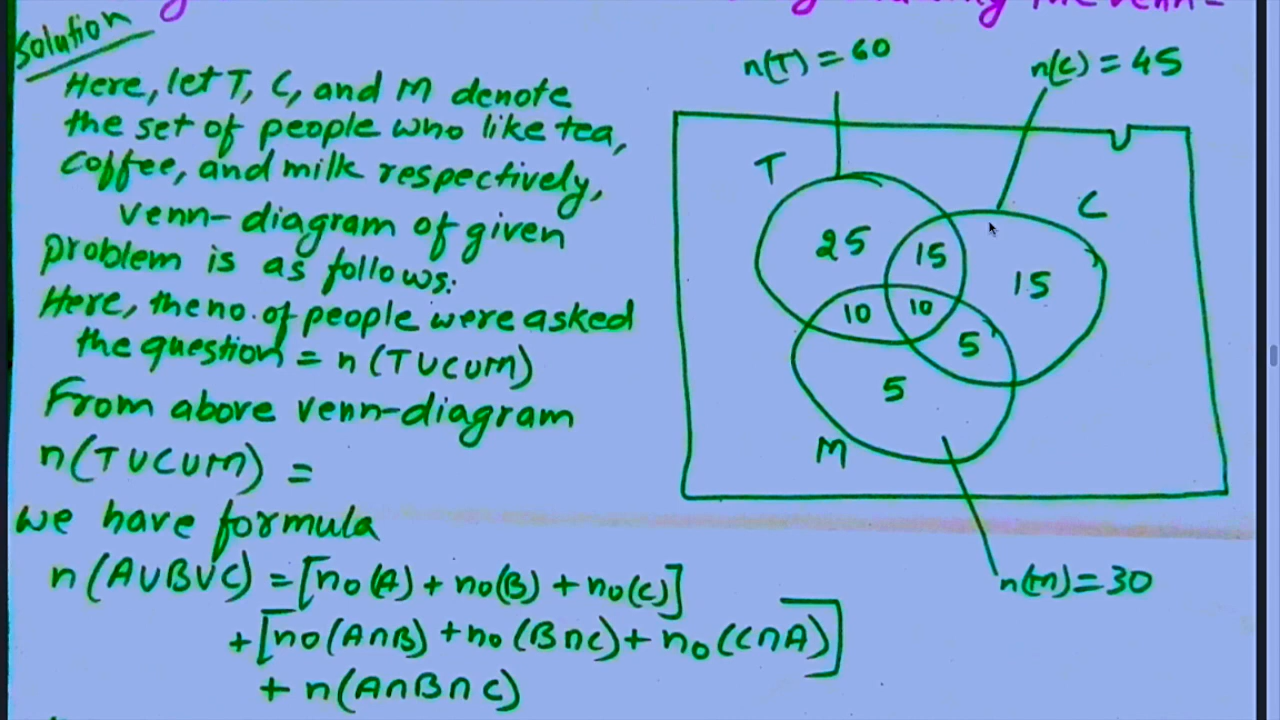 the venn-
Solution
Here, let T, C, and M denote
the set of people who like tea,
coffee, and milk respectively,
venn-diagram of given
problem is as follows:
Here, the no. of people were asked
the question = n(TUCUM)
From above venn-diagram
n(TUCUM) =
we have formula
n(AUBUC) = [no(A) + no(B) + no(C)]
+[no(A∩B) + no(B∩C) + no(C∩A)]
+ n(A∩B∩C)
n(T) = 60
n(C) = 45
T
C
25
15
15
10
10
5
5
M
n(m) = 30